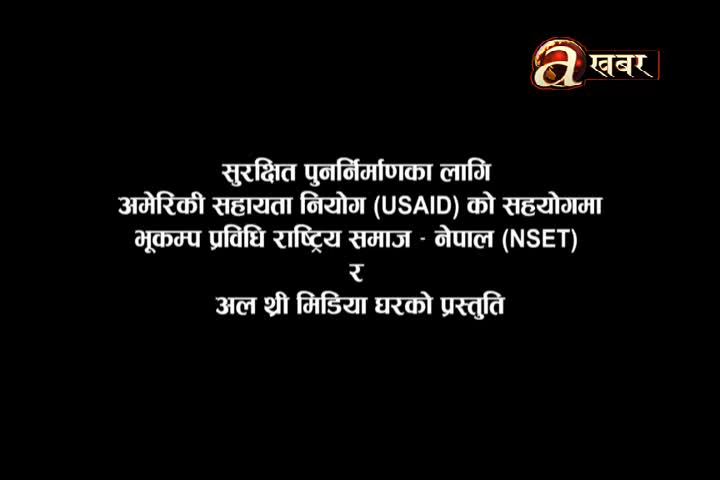 a खबर
सुरक्षित पुनर्निर्माणका लागि
अमेरिकी सहायता नियोग (USAID) को सहयोगमा
भूकम्प प्रविधि राष्ट्रिय समाज - नेपाल (NSET)
र
अल थ्री मिडिया घरको प्रस्तुति